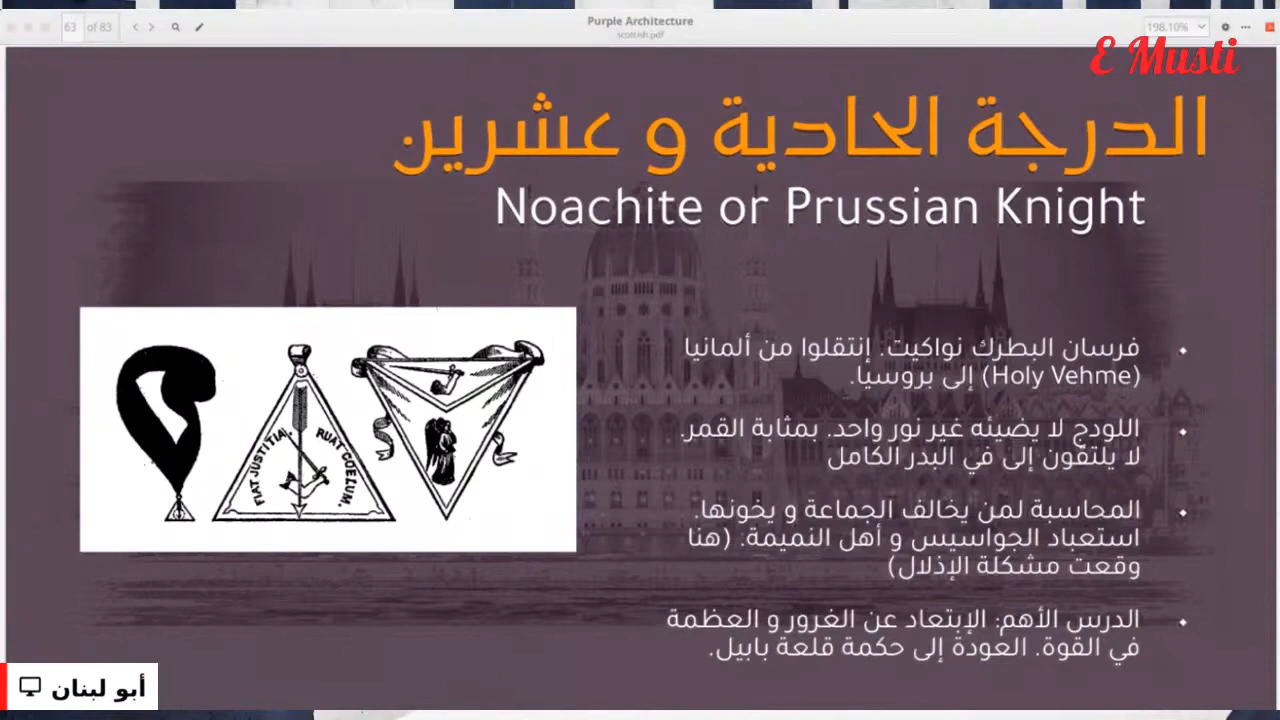 63 of 83
Purple Architecture
scottish.pdf
198.10%
E Musti
الدرجة الحادية و عشرين
Noachite or Prussian Knight
فرسان البطرك نواكيت. إنتقلوا من ألمانيا
(Holy Vehme) إلى بروسيا.
اللودج لا يضيئه غير نور واحد. بمثابة القمر.
لا يلتقون إلى في البدر الكامل
المحاسبة لمن يخالف الجماعة و يخونها.
استعباد الجواسيس و أهل النميمة. (هنا
وقعت مشكلة الإذلال)
الدرس الأهم: الإبتعاد عن الغرور و العظمة
في القوة. العودة إلى حكمة قلعة بابيل.
FIAT JUSTITIA. RUAT COELUM.
أبو لبنان